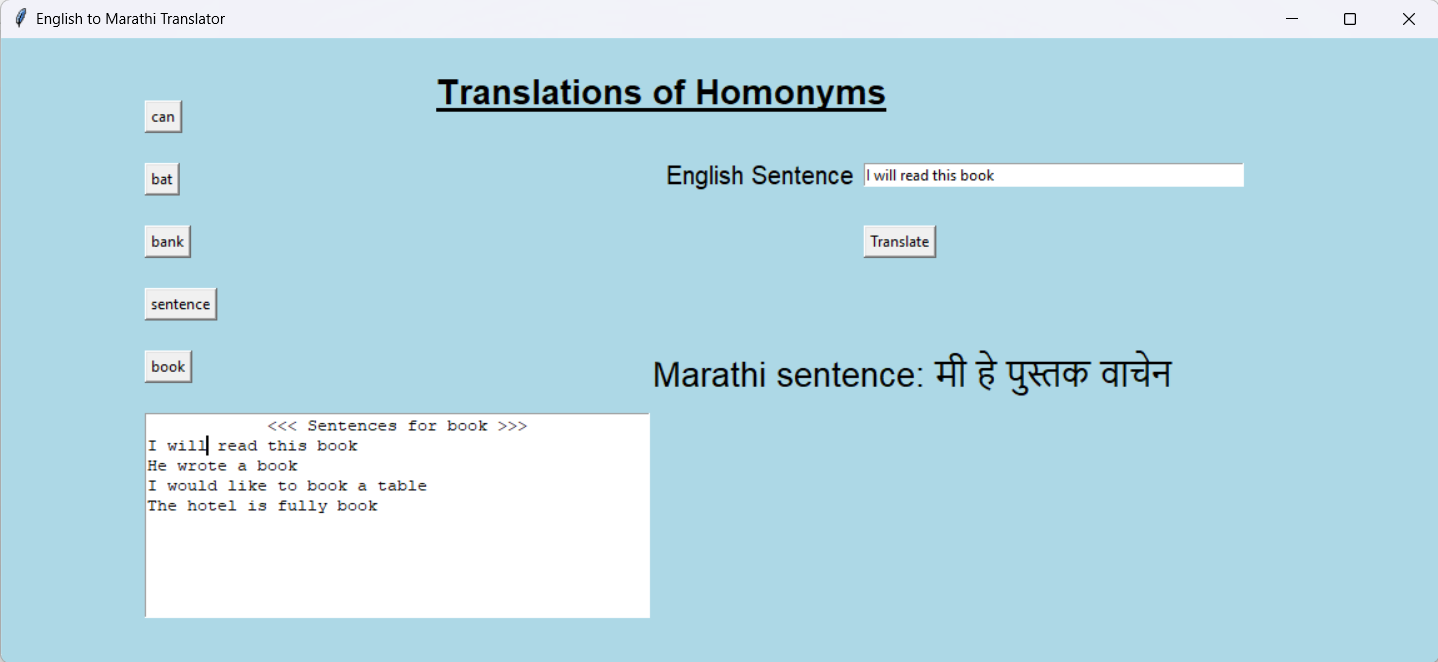 English to Marathi Translator
Translations of Homonyms
can
bat
English Sentence I will read this book
bank
Translate
sentence
book
Marathi sentence: मी हे पुस्तक वाचेन
<<< Sentences for book >>>
I will read this book
He wrote a book
I would like to book a table
The hotel is fully book